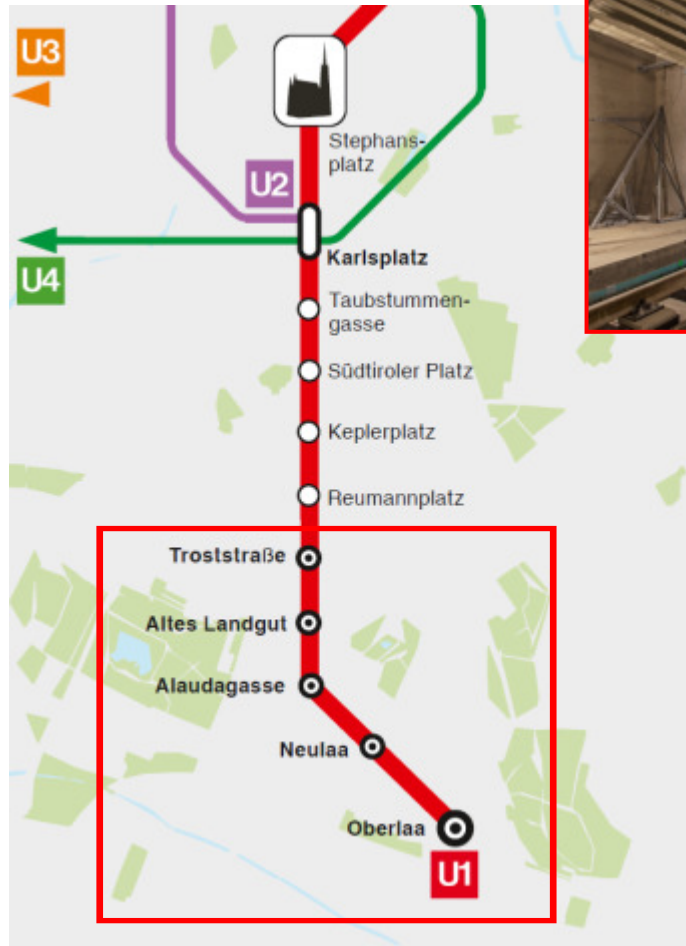 U3
Stephans-
platz
U2
U4
Karlsplatz
Taubstummen-
gasse
Südtiroler Platz
Keplerplatz
Reumannplatz
Troststraße
Altes Landgut
Alaudagasse
Neulaa
Oberlaa
U1